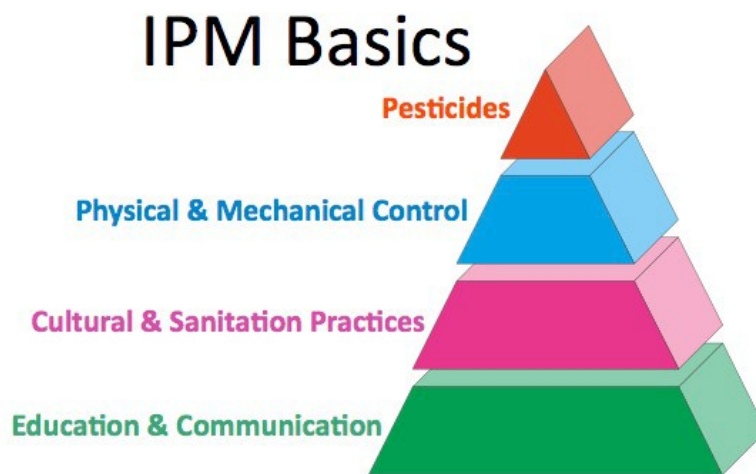 IPM Basics
Pesticides
Physical & Mechanical Control
Cultural & Sanitation Practices
Education & Communication